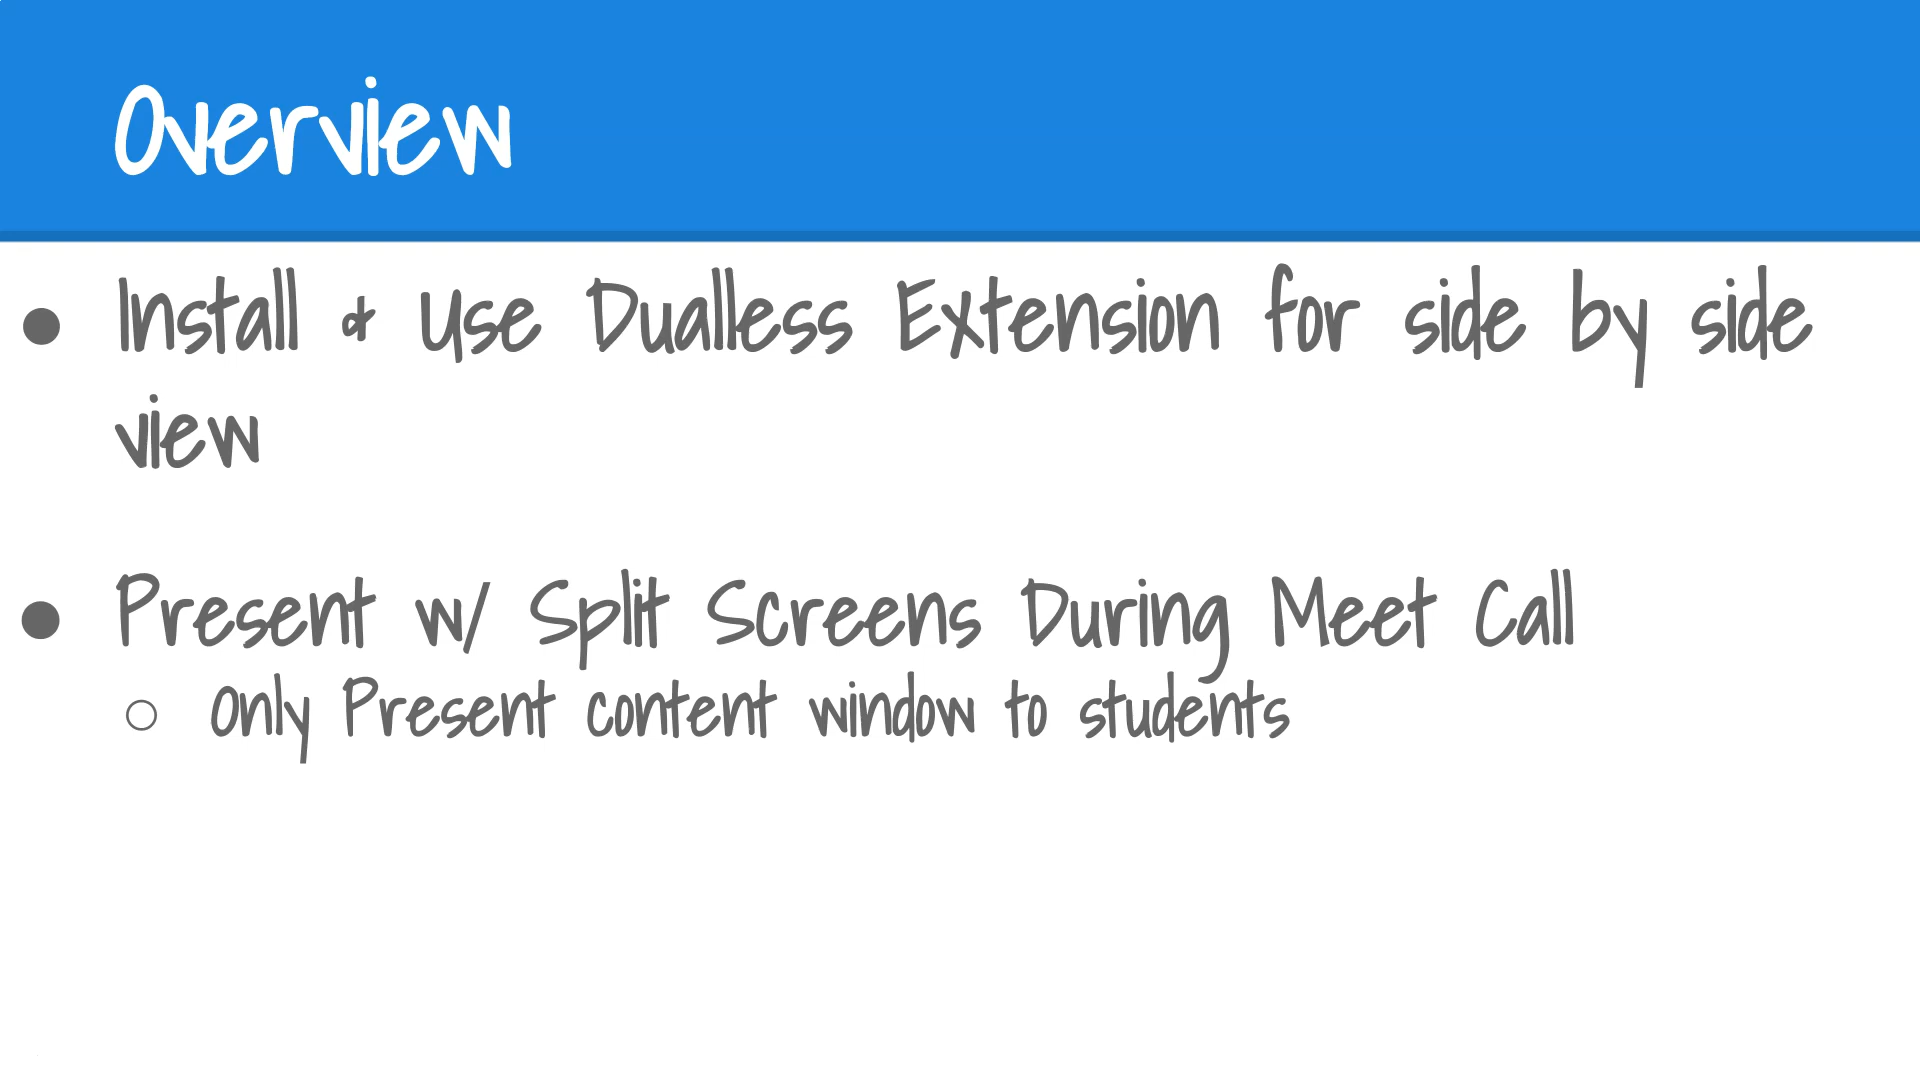 Overview
● Install & Use Dualless Extension for side by side
view
● Present w/ Split Screens During Meet Call
○ Only Present content window to students